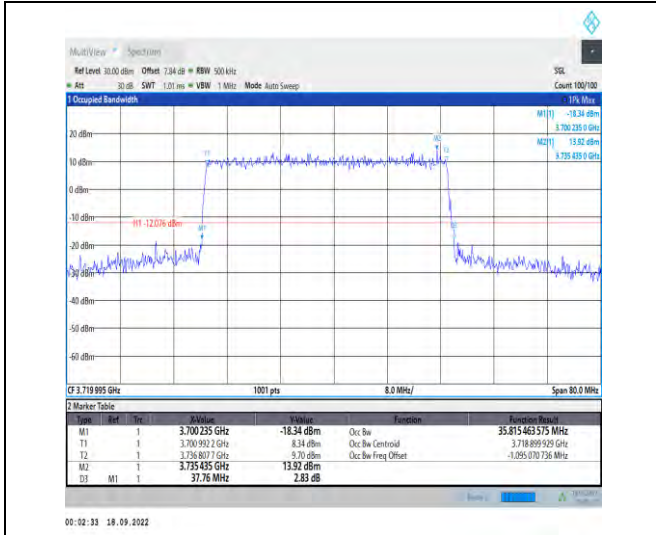 MultiView Spectrum
Ref Level 30.00 dBm Offset 7.84 dB RBW 500 kHz SGL
Att 30 dB SWT 1.01 ms VBW 1 MHz Mode Auto Sweep Count 100/100
1 Occupied Bandwidth 1Pk Max
M1[1] -18.34 dBm
3.700 235 0 GHz
M2[1] 13.92 dBm
3.735 435 0 GHz
M2
T1
T2
20 dBm
10 dBm
0 dBm
-10 dBm
H1 -12.076 dBm
M1
-20 dBm
-30 dBm
-40 dBm
-50 dBm
-60 dBm
CF 3.719 995 GHz 1001 pts 8.0 MHz/ Span 80.0 MHz
2 Marker Table
Type Ref Trc X-Value Y-Value Function Function Result
M1 1 3.700 235 GHz -18.34 dBm Occ Bw 35.815 463 575 MHz
T1 1 3.700 992 2 GHz 8.34 dBm Occ Bw Centroid 3.718 899 929 GHz
T2 1 3.736 807 7 GHz 9.70 dBm Occ Bw Freq Offset -1.095 070 736 MHz
M2 1 3.735 435 GHz 13.92 dBm
D3 M1 1 37.76 MHz 2.83 dB
00:02:33 18.09.2022